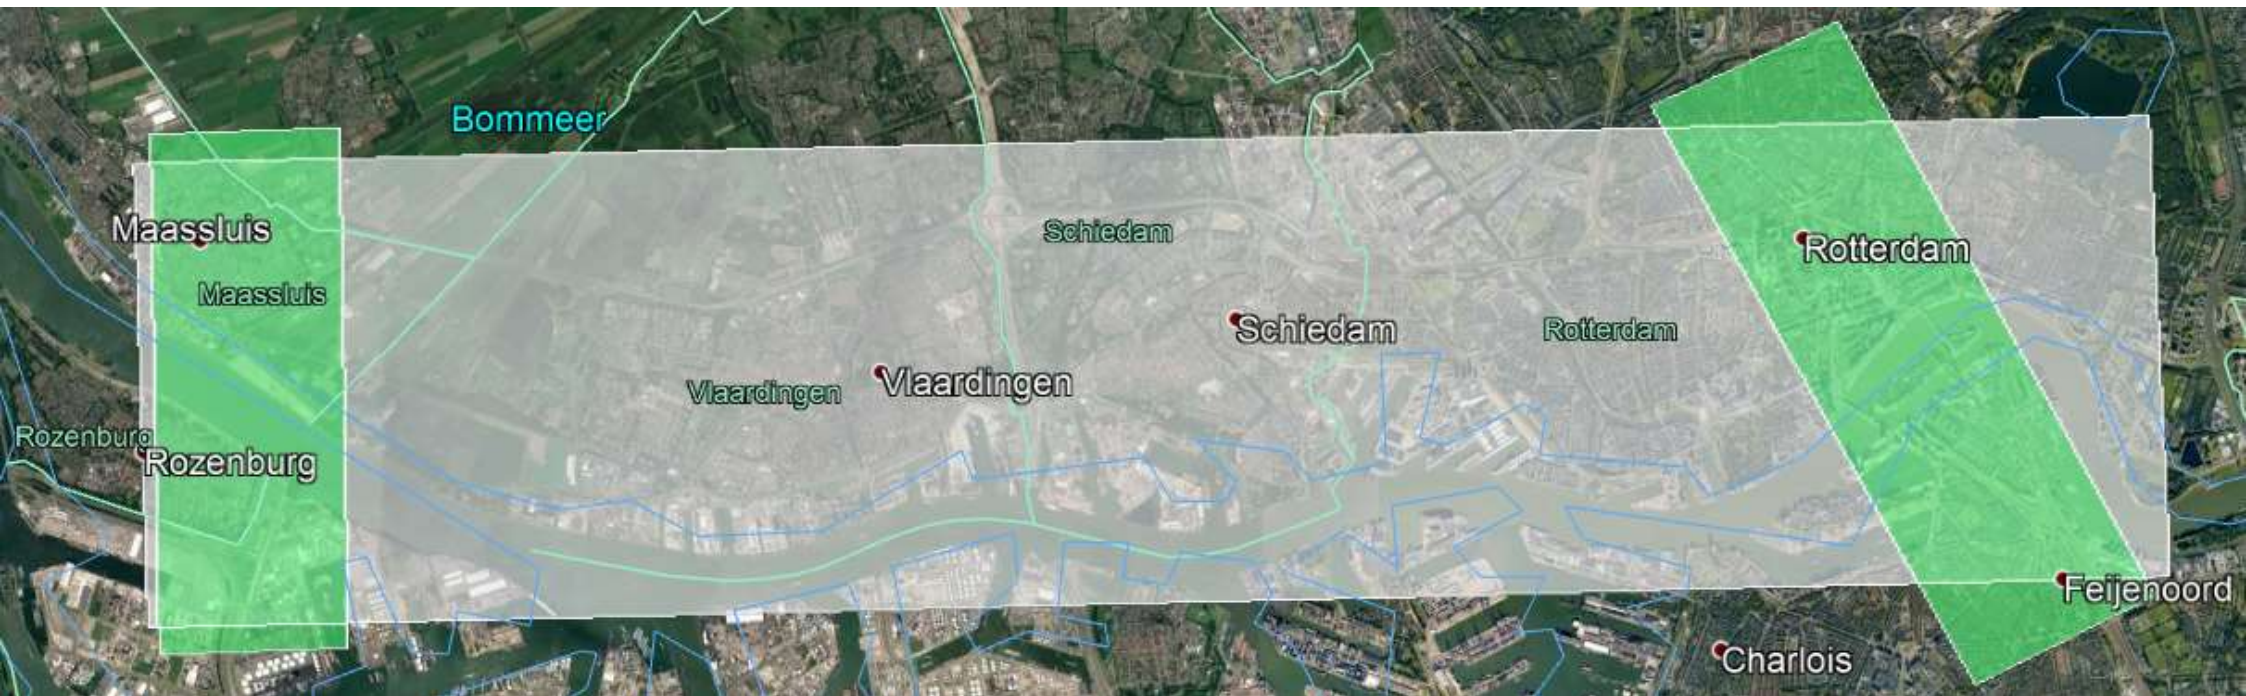 Bommeer
Maassluis
Schiedam
Rotterdam
Maassluis
Schiedam
Rotterdam
Vlaardingen
Vlaardingen
Rozenburg
Rozenburg
Feijenoord
Charlois